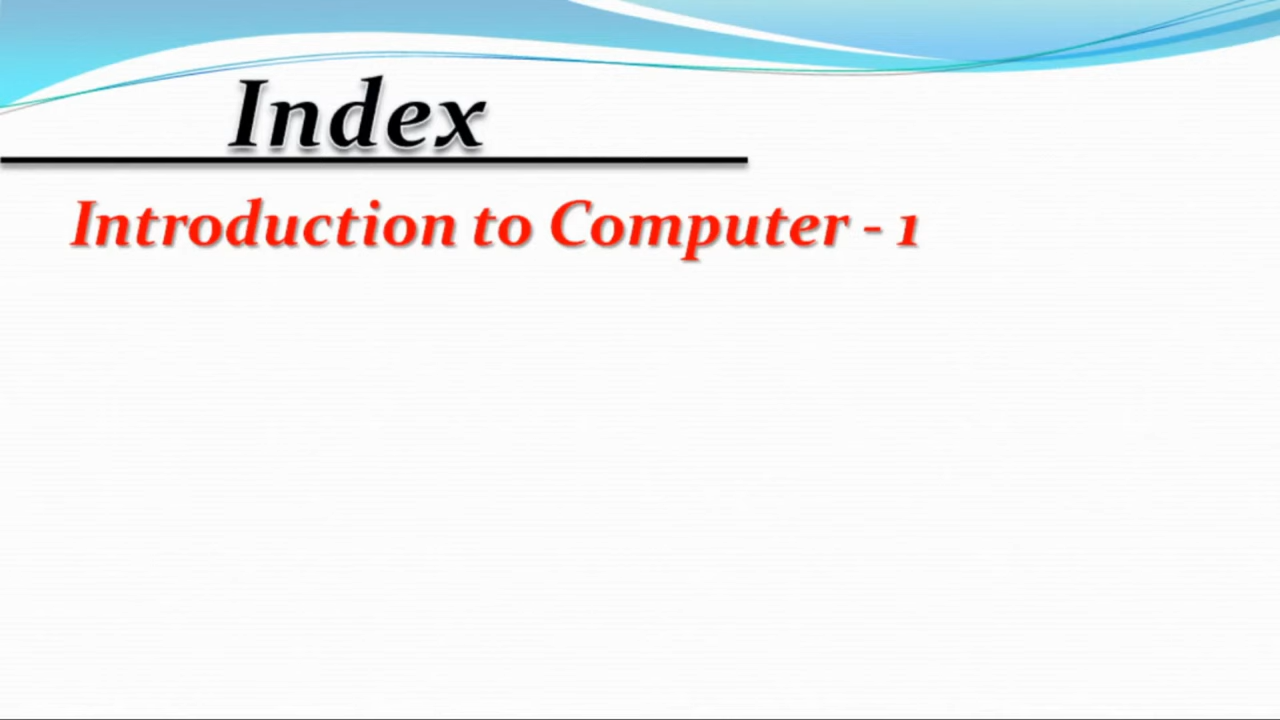 Index
Introduction to Computer - 1